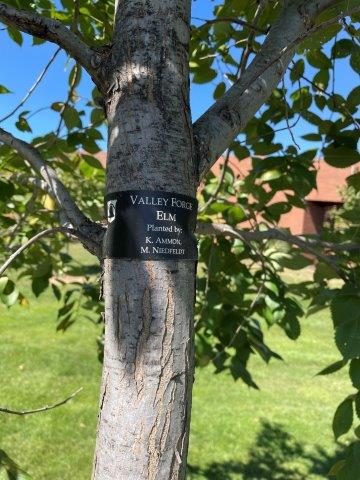 VALLEY FORGE
ELM
Planted by:
K. AMMON,
M. NIEDFELDT